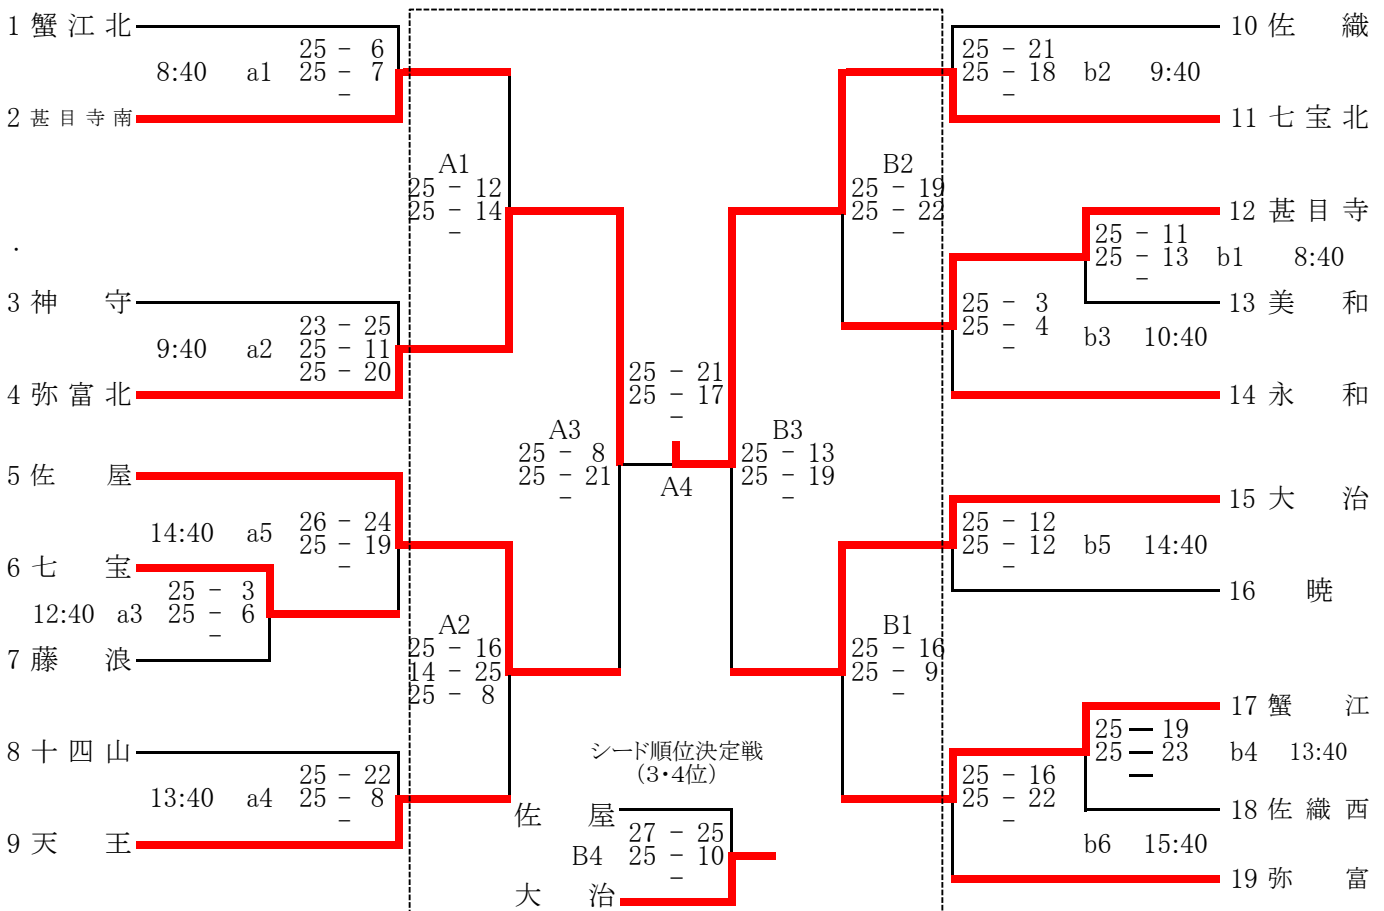 1 蟹江北
8:40 a1
25 - 6
25 - 7
-
2 甚目寺南
A1
25 - 12
25 - 14
-
.
3 神 守
9:40 a2
23 - 25
25 - 11
25 - 20
4 弥富北
5 佐 屋
14:40 a5
26 - 24
25 - 19
-
6 七 宝
12:40 a3
25 - 3
25 - 6
-
7 藤 浪
A2
25 - 16
14 - 25
25 - 8
8 十四山
13:40 a4
25 - 22
25 - 8
-
9 天 王
A3
25 - 8
25 - 21
-
25 - 21
25 - 17
-
A4
B3
25 - 13
25 - 19
-
シード順位決定戦
(3・4位)
佐 屋
B4
27 - 25
25 - 10
-
大 治
10 佐 織
25 - 21
25 - 18
-
b2 9:40
11 七宝北
B2
25 - 19
25 - 22
-
12 甚目寺
25 - 11
25 - 13
-
b1 8:40
13 美 和
25 - 3
25 - 4
-
b3 10:40
14 永 和
15 大 治
25 - 12
25 - 12
-
b5 14:40
16 暁
B1
25 - 16
25 - 9
-
17 蟹 江
25 - 19
25 - 23
-
b4 13:40
18 佐織西
25 - 16
25 - 22
-
b6 15:40
19 弥 富